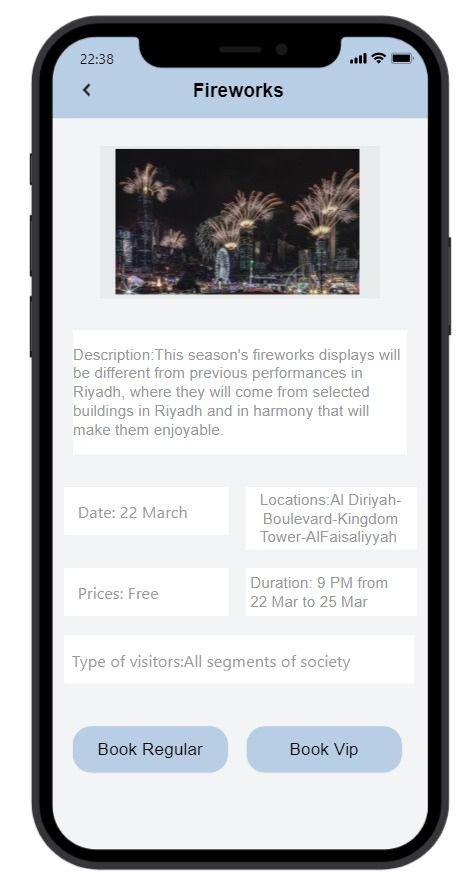 22:38
Fireworks
Description:This season's fireworks displays will
be different from previous performances in
Riyadh, where they will come from selected
buildings in Riyadh and in harmony that will
make them enjoyable.
Date: 22 March
Locations:Al Diriyah-
Boulevard-Kingdom
Tower-AlFaisaliyyah
Prices: Free
Duration: 9 PM from
22 Mar to 25 Mar
Type of visitors:All segments of society
Book Regular
Book Vip